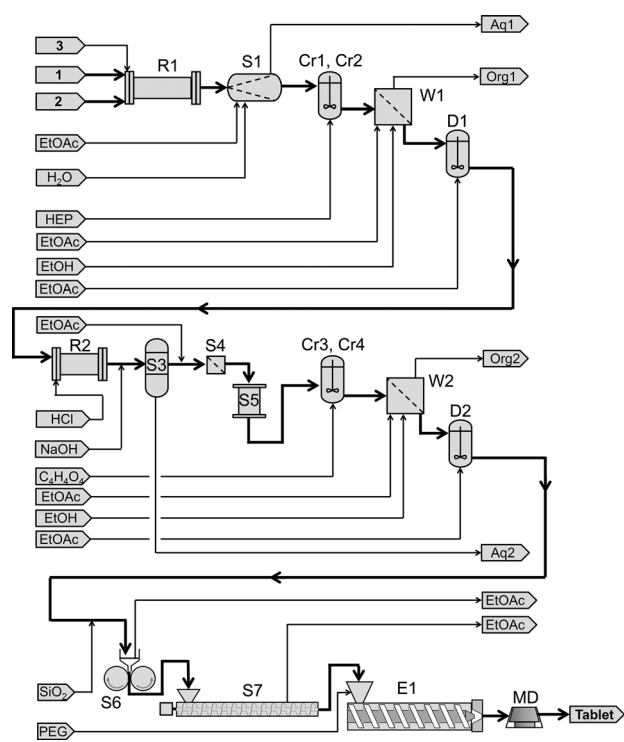 Aq1
3
R1
S1
Cr1, Cr2
1
Org1
W1
2
D1
EtOAc
H₂O
HEP
EtOAc
EtOH
EtOAc
EtOAc
R2
S3
S4
Cr3, Cr4
Org2
W2
S5
D2
HCl
NaOH
C₄H₄O₄
EtOAc
EtOH
EtOAc
Aq2
EtOAc
EtOAc
SiO₂
S6
S7
E1
MD
Tablet
PEG